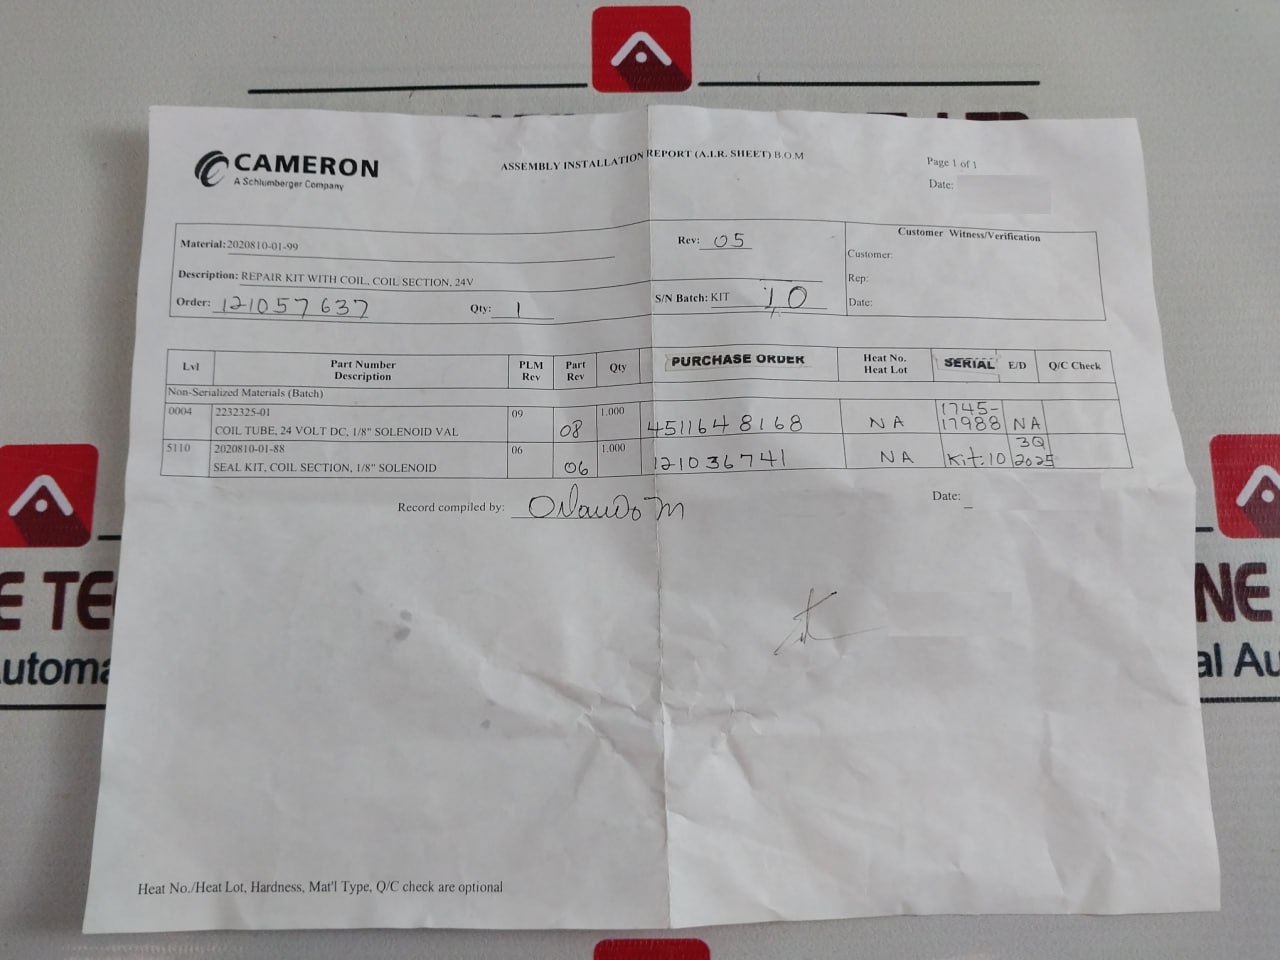 CAMERON
A Schlumberger Company
ASSEMBLY INSTALLATION REPORT (A.I.R. SHEET) B.O.M
Page 1 of 1
Date:
Material: 2020810-01-99
Rev: 05
Customer Witness/Verification
Customer:
Description: REPAIR KIT WITH COIL, COIL SECTION, 24V
Rep:
Order: 121057637
Qty: 1
S/N Batch: KIT 10
Date:
Lvl Part Number Description PLM Rev Part Rev Qty PURCHASE ORDER Heat No. Heat Lot SERIAL E/D Q/C Check
Non-Serialized Materials (Batch)
0004 2232325-01 09 1.000 1745-
COIL TUBE, 24 VOLT DC, 1/8" SOLENOID VAL 08 4511648168 NA 17988 NA
5110 2020810-01-88 06 1.000 3Q
SEAL KIT, COIL SECTION, 1/8" SOLENOID 06 121036741 NA Kit:10 2025
Record compiled by: Orlando M
Date:
Heat No./Heat Lot, Hardness, Mat'l Type, Q/C check are optional
E TE
NE
utoma
al Au